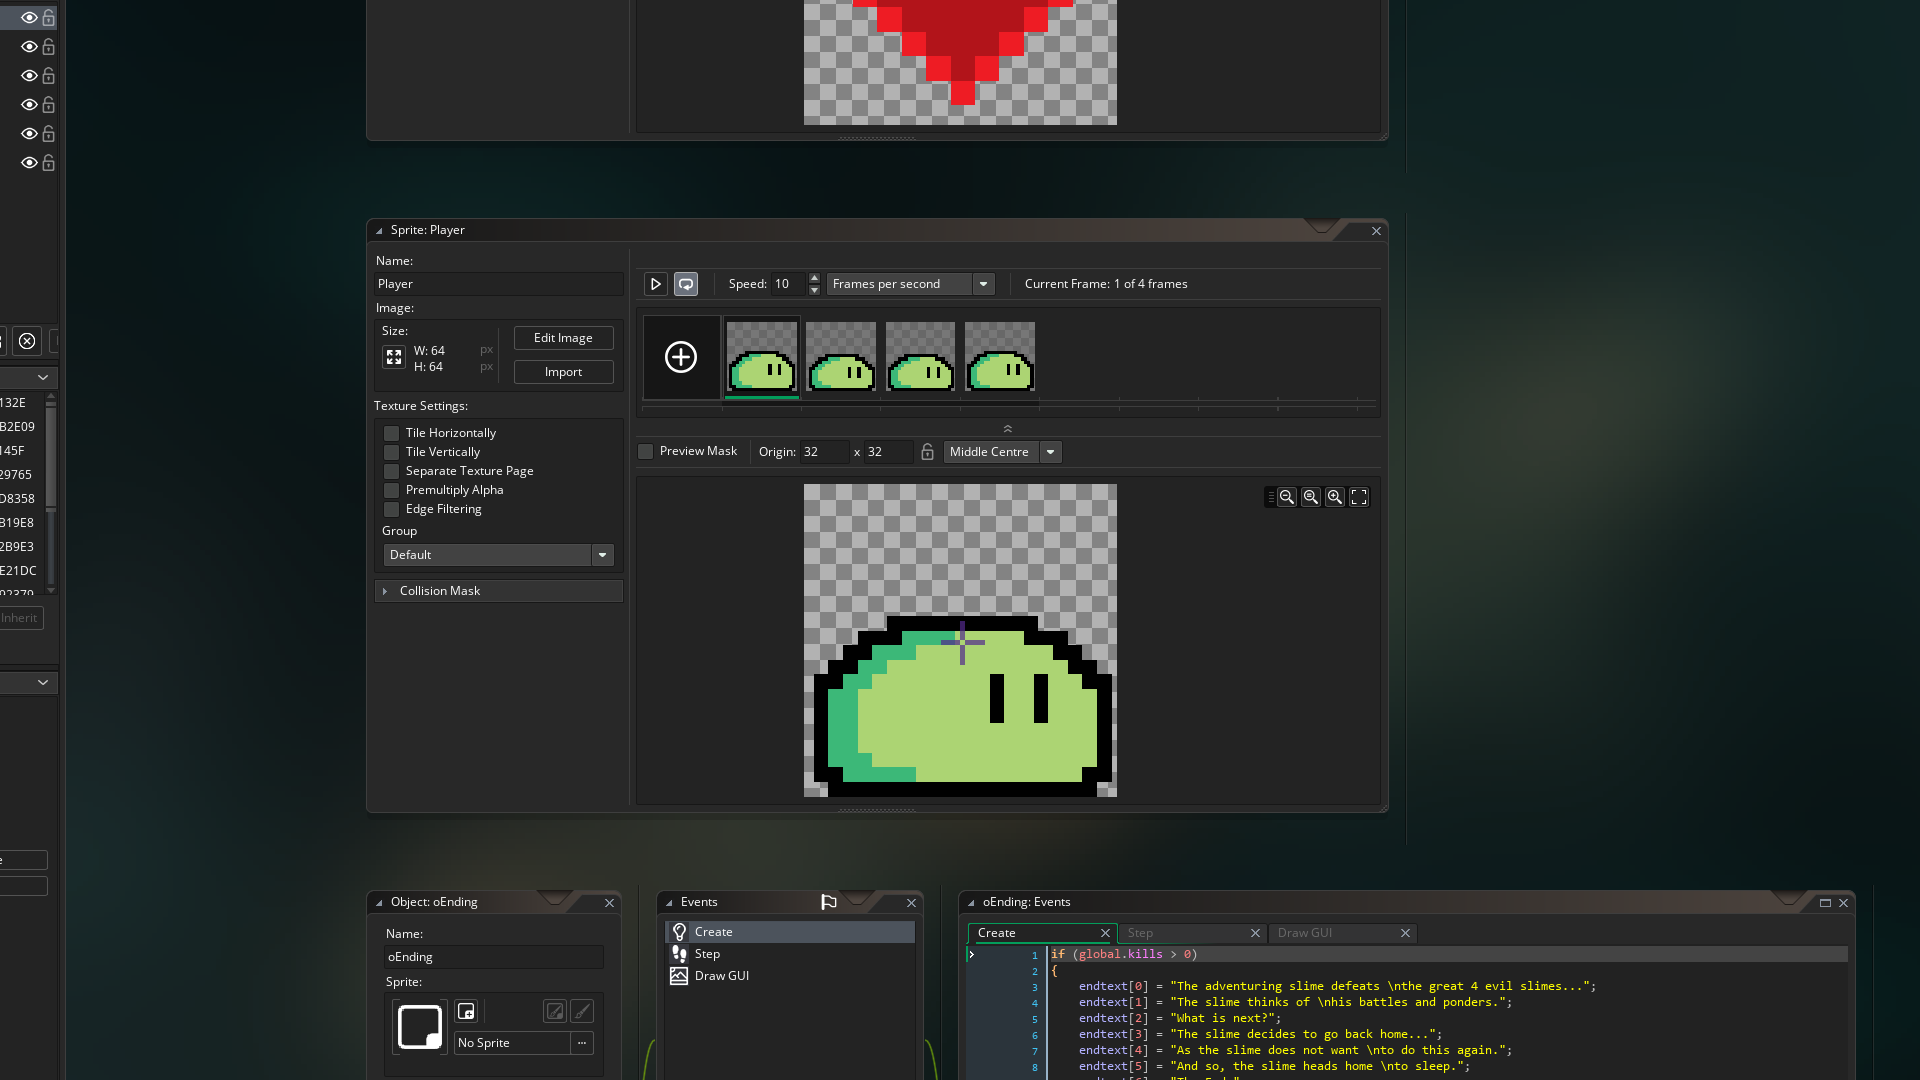 Sprite: Player
Name:
Player
Image:
Size:
W: 64 px
H: 64 px
Edit Image
Import
Texture Settings:
Tile Horizontally
Tile Vertically
Separate Texture Page
Premultiply Alpha
Edge Filtering
Group
Default
Collision Mask
Speed: 10 Frames per second Current Frame: 1 of 4 frames
Preview Mask Origin: 32 x 32 Middle Centre
132E
B2E09
145F
29765
D8358
B19E8
2B9E3
E21DC
92379
Inherit
e
Object: oEnding
Name:
oEnding
Sprite:
No Sprite ...
Events
Create
Step
Draw GUI
oEnding: Events
Create Step Draw GUI
1 if (global.kills > 0)
2 {
3 endtext[0] = "The adventuring slime defeats \nthe great 4 evil slimes...";
4 endtext[1] = "The slime thinks of \nhis battles and ponders.";
5 endtext[2] = "What is next?";
6 endtext[3] = "The slime decides to go back home...";
7 endtext[4] = "As the slime does not want \nto do this again.";
8 endtext[5] = "And so, the slime heads home \nto sleep.";